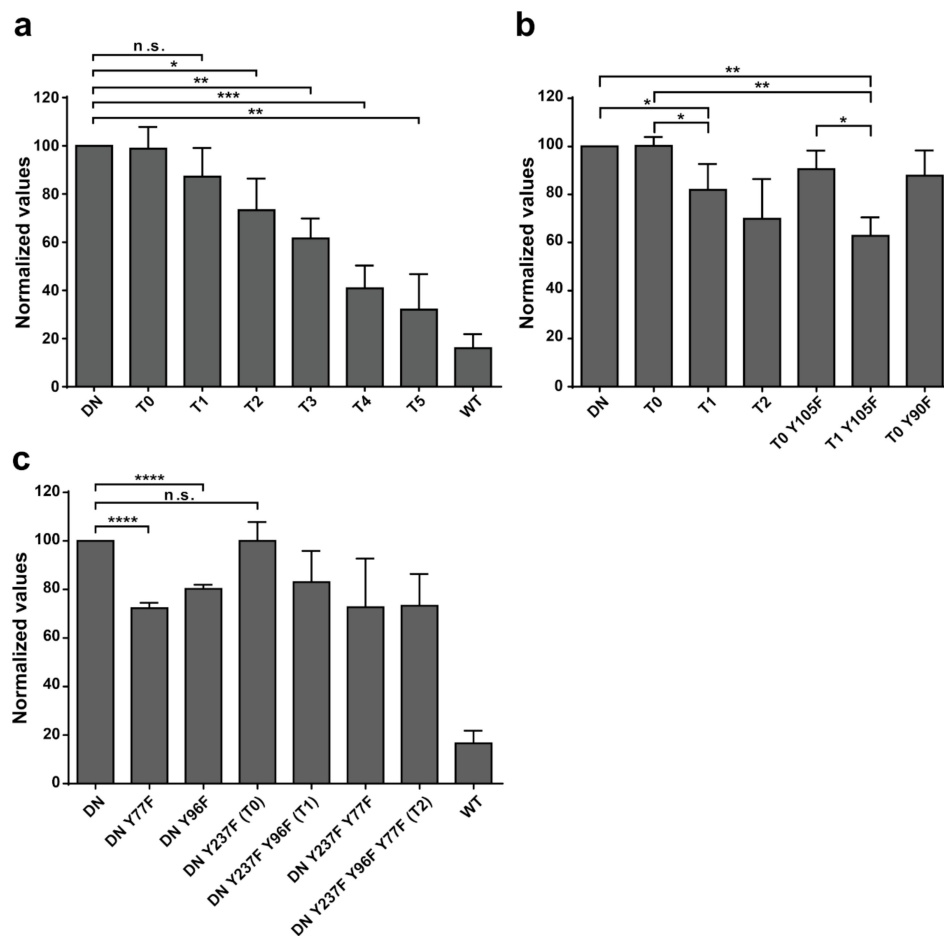 a
n.s.
*
**
***
**
Normalized values
120
100
80
60
40
20
0
DN T0 T1 T2 T3 T4 T5 WT
b
**
**
*
*
*
Normalized values
120
100
80
60
40
20
0
DN T0 T1 T2 T0 Y105F T1 Y105F T0 Y90F
c
****
n.s.
****
Normalized values
120
100
80
60
40
20
0
DN
DN Y77F
DN Y96F
DN Y237F (T0)
DN Y237F Y96F (T1)
DN Y237F Y77F
DN Y237F Y96F Y77F (T2)
WT